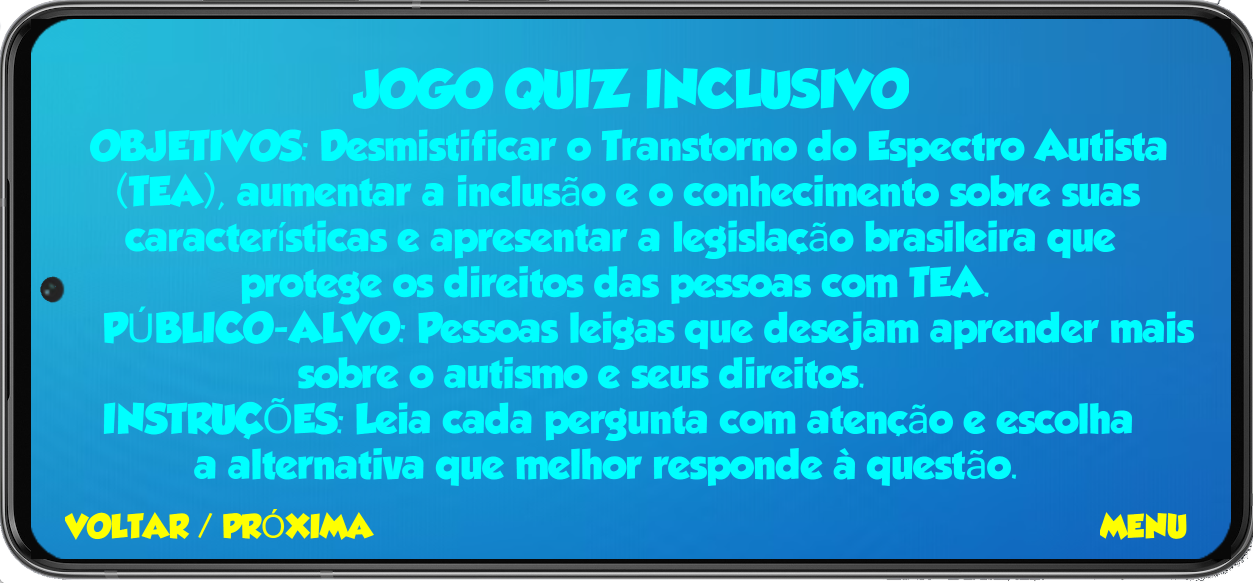 JOGO QUIZ INCLUSIVO
OBJETIVOS: Desmistificar o Transtorno do Espectro Autista
(TEA), aumentar a inclusão e o conhecimento sobre suas
características e apresentar a legislação brasileira que
protege os direitos das pessoas com TEA.
PÚBLICO-ALVO: Pessoas leigas que desejam aprender mais
sobre o autismo e seus direitos.
INSTRUÇÕES: Leia cada pergunta com atenção e escolha
a alternativa que melhor responde à questão.
VOLTAR / PRÓXIMA
MENU